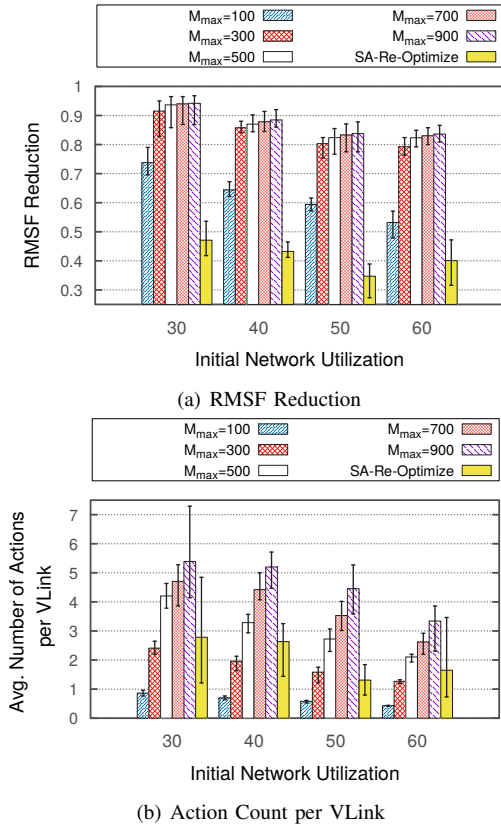 M_max=100 M_max=700
M_max=300 M_max=900
M_max=500 SA-Re-Optimize
1
0.9
0.8
0.7
0.6
0.5
0.4
0.3
RMSF Reduction
30 40 50 60
Initial Network Utilization
(a) RMSF Reduction
M_max=100 M_max=700
M_max=300 M_max=900
M_max=500 SA-Re-Optimize
7
6
5
4
3
2
1
0
Avg. Number of Actions
per VLink
30 40 50 60
Initial Network Utilization
(b) Action Count per VLink